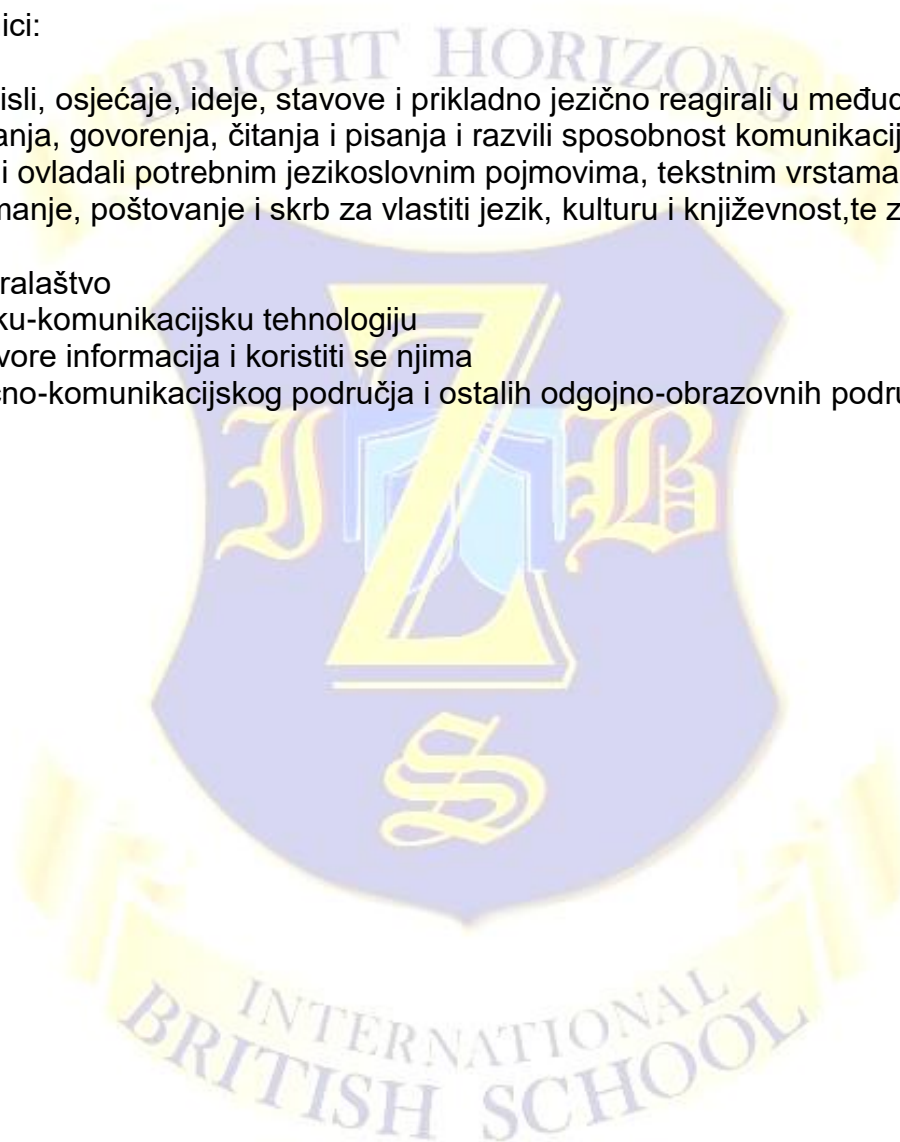 ici:
BRIGHT HORIZONS
isli, osjećaje, ideje, stavove i prikladno jezično reagirali u među
anja, govorenja, čitanja i pisanja i razvili sposobnost komunikacij
i ovladali potrebnim jezikoslovnim pojmovima, tekstnim vrstama
manje, poštovanje i skrb za vlastiti jezik, kulturu i književnost,te z
ralaštvo
ku-komunikacijsku tehnologiju
vore informacija i koristiti se njima
čno-komunikacijskog područja i ostalih odgojno-obrazovnih podru
I Z B
S
INTERNATIONAL
BRITISH SCHOOL